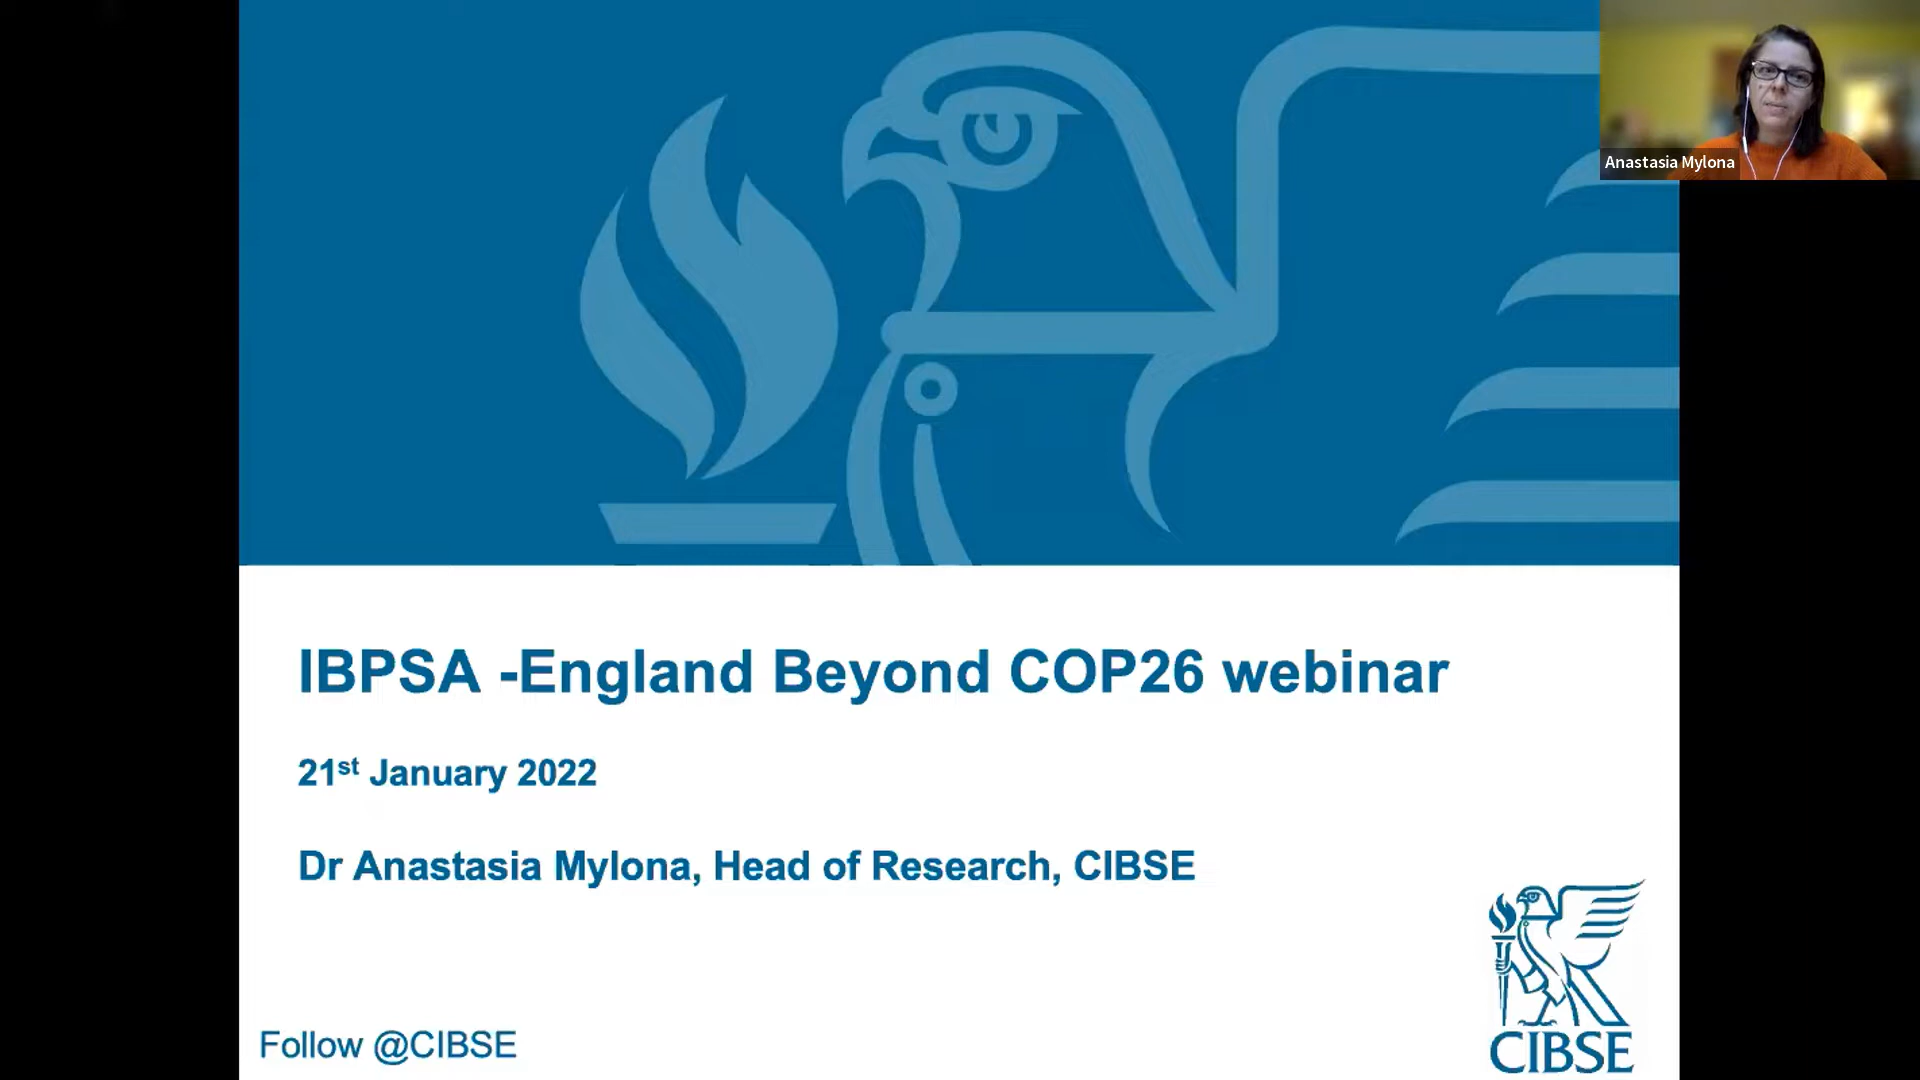 Anastasia Mylona
IBPSA -England Beyond COP26 webinar
21st January 2022
Dr Anastasia Mylona, Head of Research, CIBSE
Follow @CIBSE
CIBSE